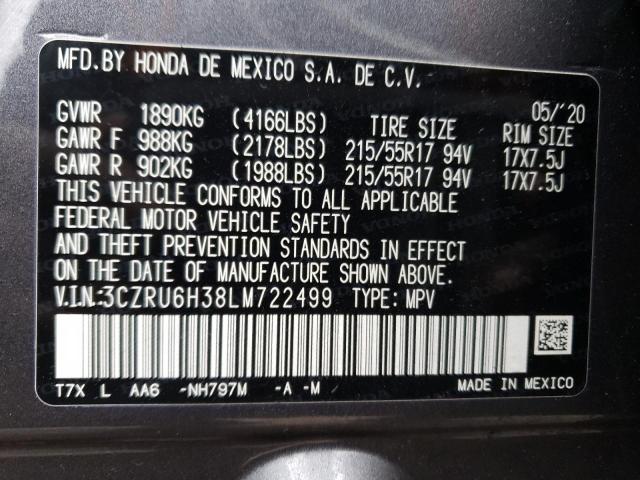 MFD. BY HONDA DE MEXICO S.A. DE C.V.
05/'20
GVWR 1890KG (4166LBS) TIRE SIZE RIM SIZE
GAWR F 988KG (2178LBS) 215/55R17 94V 17X7.5J
GAWR R 902KG (1988LBS) 215/55R17 94V 17X7.5J
THIS VEHICLE CONFORMS TO ALL APPLICABLE
FEDERAL MOTOR VEHICLE SAFETY
AND THEFT PREVENTION STANDARDS IN EFFECT
ON THE DATE OF MANUFACTURE SHOWN ABOVE.
V.I.N.:3CZRU6H38LM722499 TYPE: MPV
T7X L AA6 -NH797M -A -M MADE IN MEXICO